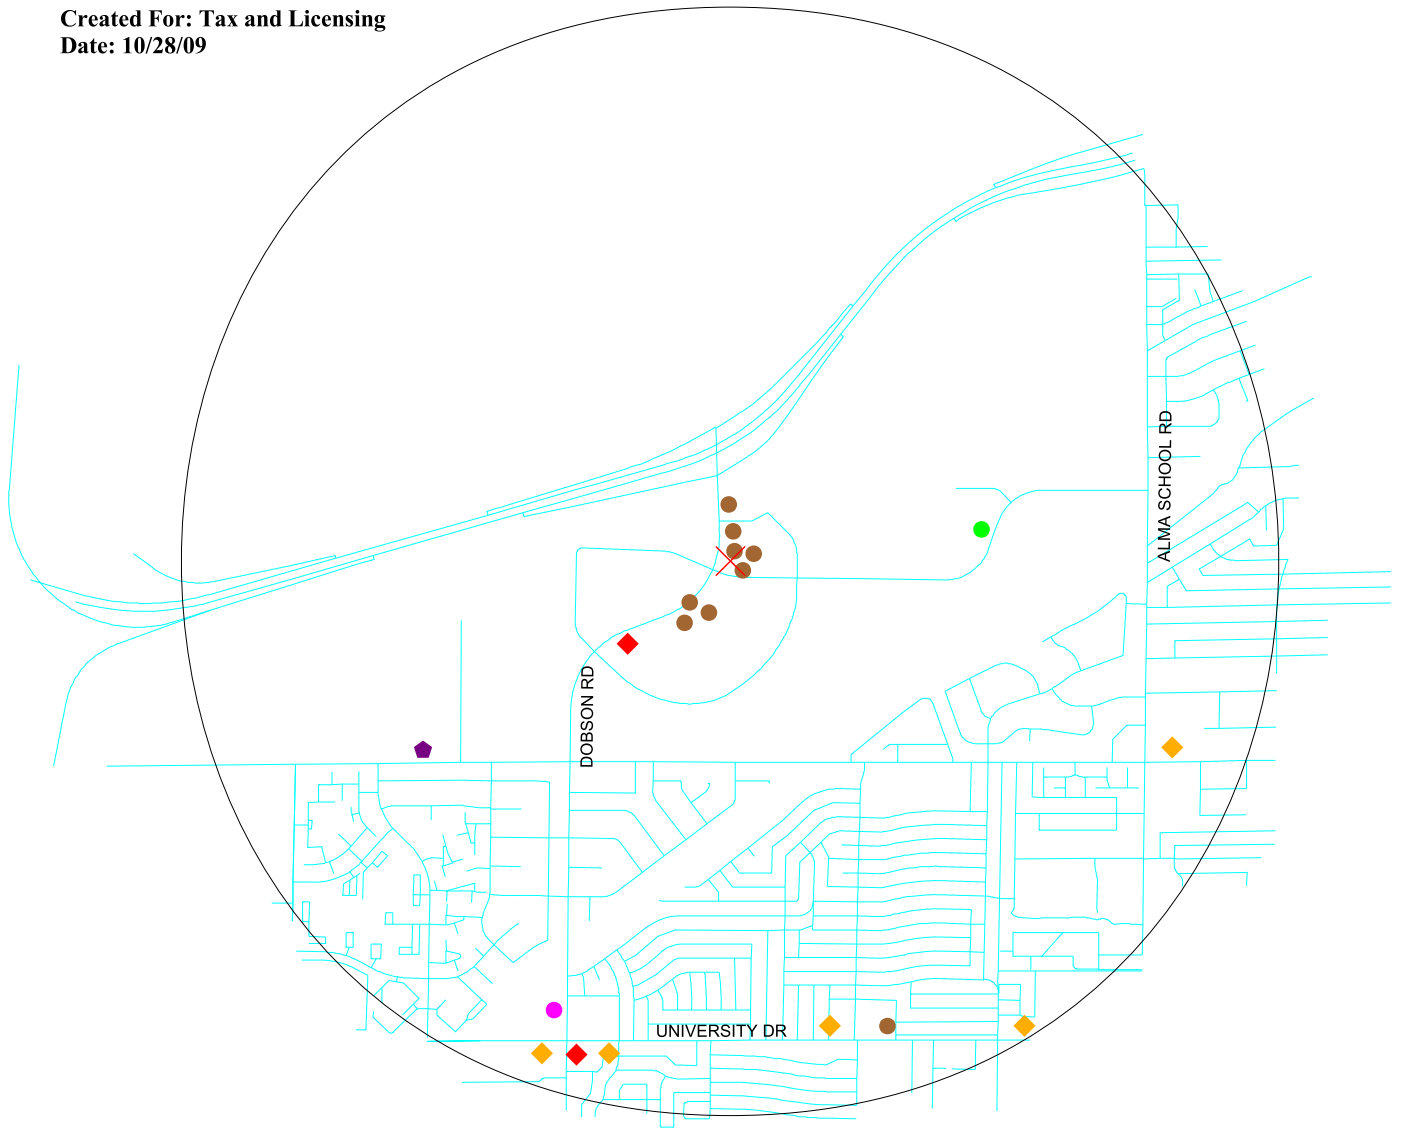 Created For: Tax and Licensing
Date: 10/28/09
ALMA SCHOOL RD
DOBSON RD
UNIVERSITY DR